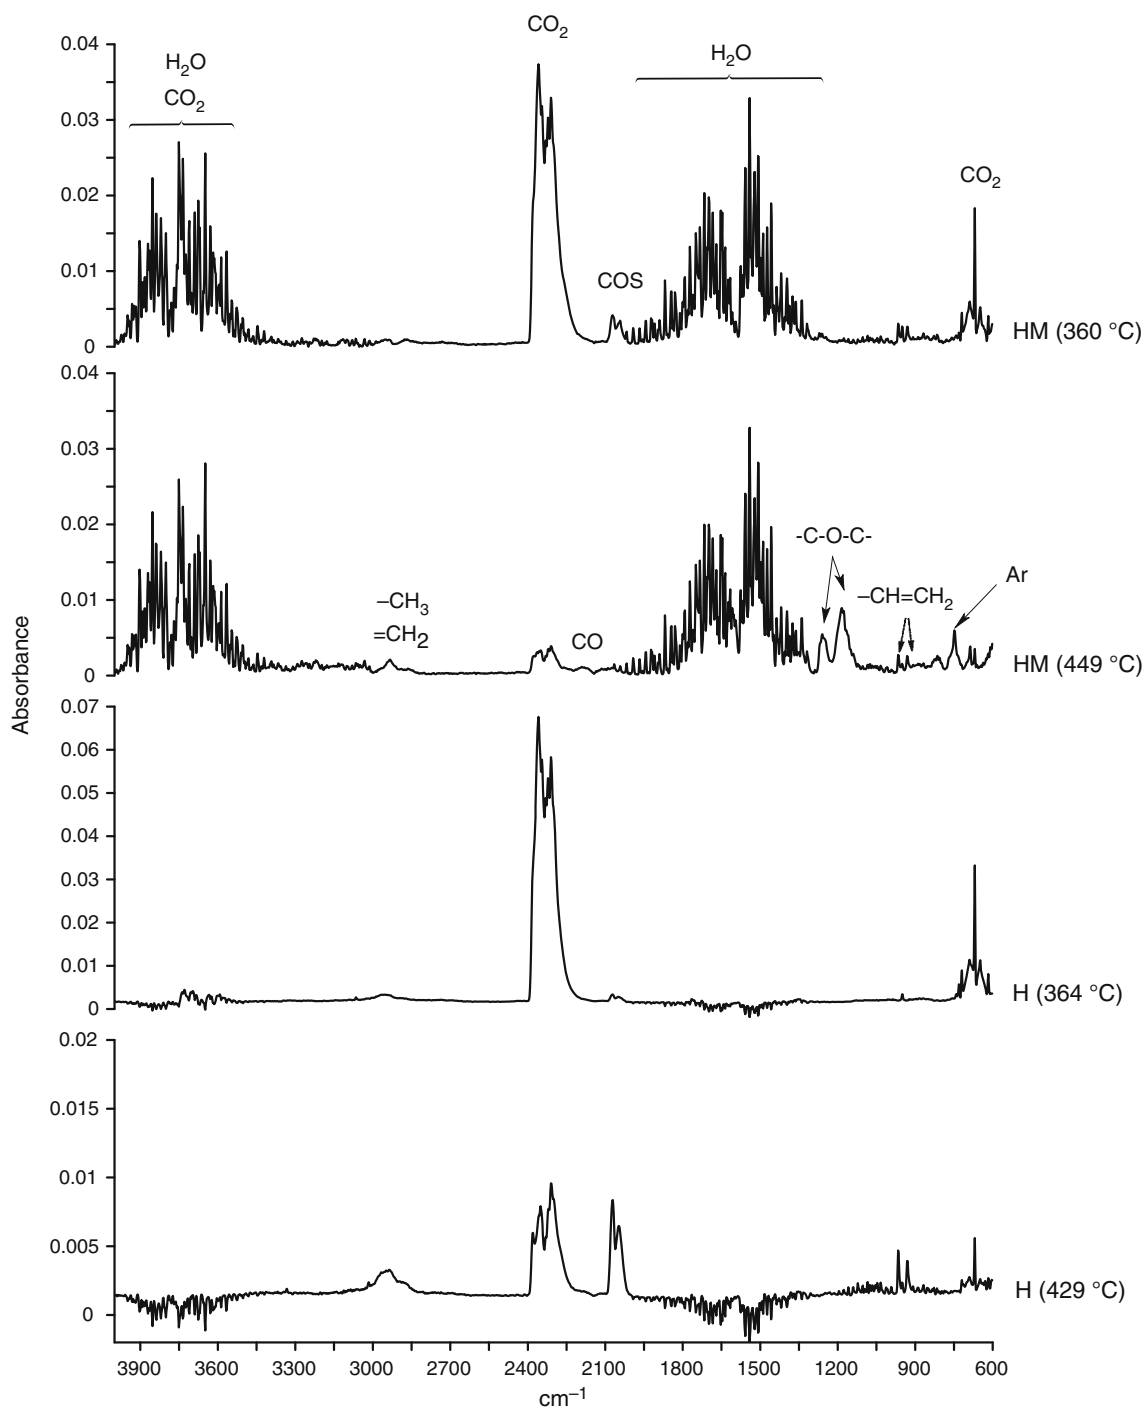 CO₂
0.04
H₂O
H₂O
CO₂
0.03
0.02
CO₂
0.01
COS
0
HM (360 °C)
0.04
0.03
0.02
-C-O-C-
Ar
0.01
–CH₃
–CH=CH₂
=CH₂
CO
0
HM (449 °C)
Absorbance
0.07
0.06
0.05
0.04
0.03
0.02
0.01
0
H (364 °C)
0.02
0.015
0.01
0.005
0
H (429 °C)
3900 3600 3300 3000 2700 2400 2100 1800 1500 1200 900 600
cm⁻¹